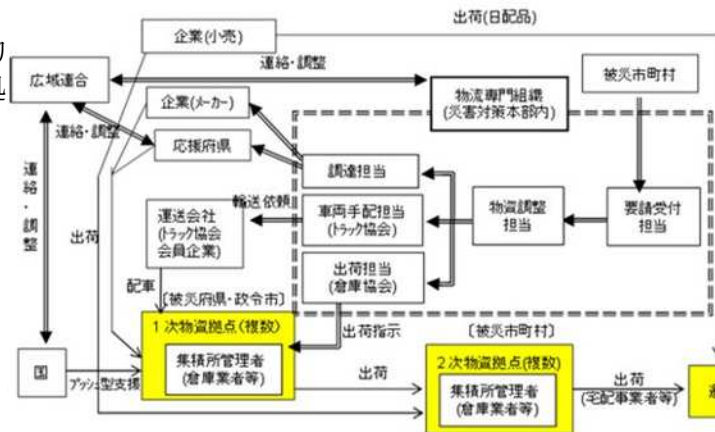 出荷(日配品)
企業(小売)
連絡・調整
広域連合
被災市町村
物流専門組織
(災害対策本部内)
企業(メーカー)
連絡・調整
応援府県
調達担当
連絡・調整
輸送依頼
運送会社
(トラック協会
会員企業)
車両手配担当
(トラック協会)
物資調整
担当
要請受付
担当
出荷
出荷担当
(倉庫協会)
配車
〔被災府県・政令市〕
1次物資拠点(複数)
出荷指示
〔被災市町村〕
集積所管理者
(倉庫業者等)
国
プッシュ型支援
出荷
2次物資拠点(複数)
集積所管理者
(倉庫業者等)
出荷
(宅配事業者等)